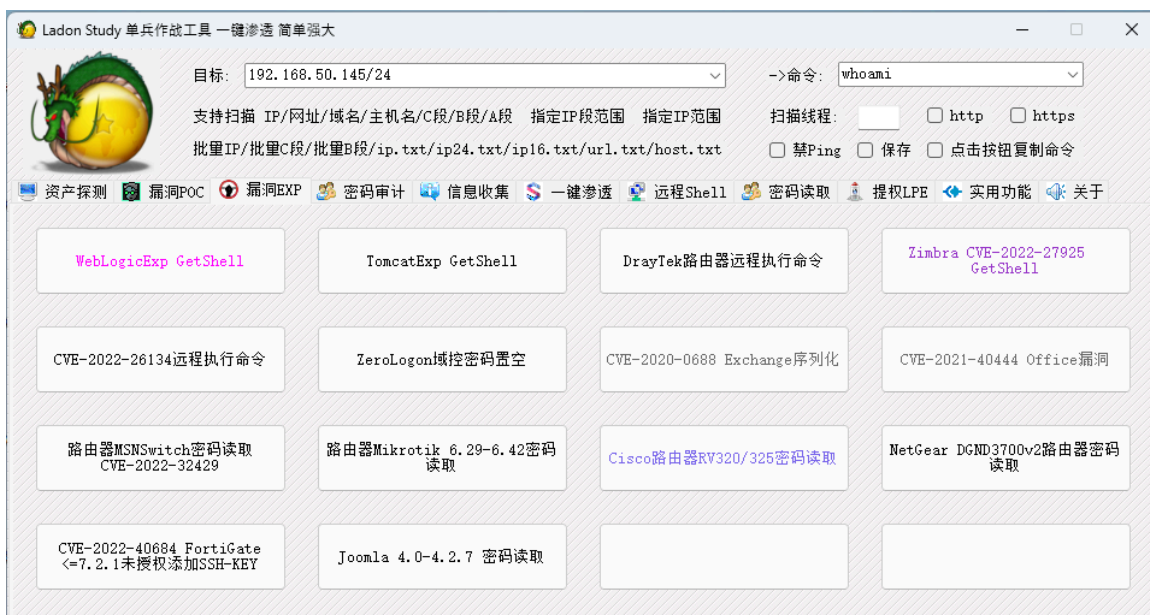 Ladon Study 单兵作战工具 一键渗透 简单强大
目标: 192.168.50.145/24 ->命令: whoami
支持扫描 IP/网址/域名/主机名/C段/B段/A段 指定IP段范围 指定IP范围 扫描线程: http https
批量IP/批量C段/批量B段/ip.txt/ip24.txt/ip16.txt/url.txt/host.txt 禁Ping 保存 点击按钮复制命令
资产探测 漏洞POC 漏洞EXP 密码审计 信息收集 一键渗透 远程Shell 密码读取 提权LPE 实用功能 关于
WebLogicExp GetShell
TomcatExp GetShell
DrayTek路由器远程执行命令
Zimbra CVE-2022-27925
GetShell
CVE-2022-26134远程执行命令
ZeroLogon域控密码置空
CVE-2020-0688 Exchange序列化
CVE-2021-40444 Office漏洞
路由器MSNSwitch密码读取
CVE-2022-32429
路由器Mikrotik 6.29-6.42密码
读取
Cisco路由器RV320/325密码读取
NetGear DGND3700v2路由器密码
读取
CVE-2022-40684 FortiGate
<=7.2.1未授权添加SSH-KEY
Joomla 4.0-4.2.7 密码读取